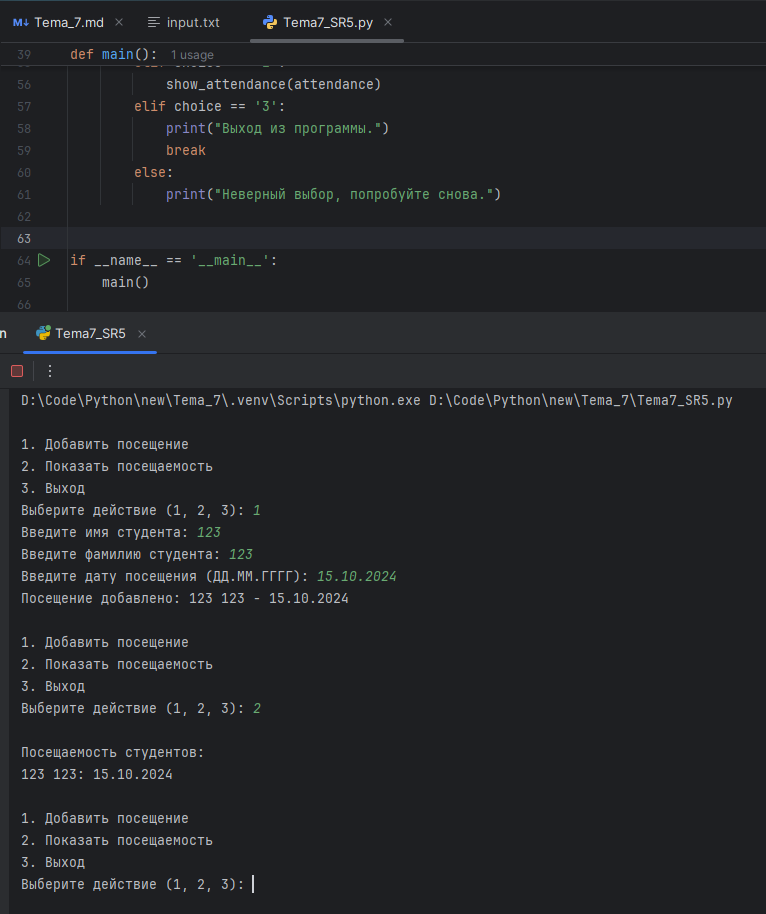 M↓ Tema_7.md × input.txt Tema7_SR5.py ×
39 def main(): 1 usage
56 show_attendance(attendance)
57 elif choice == '3':
58 print("Выход из программы.")
59 break
60 else:
61 print("Неверный выбор, попробуйте снова.")
62
63
64 if __name__ == '__main__':
65 main()
66
n Tema7_SR5 ×
D:\Code\Python\new\Tema_7\.venv\Scripts\python.exe D:\Code\Python\new\Tema_7\Tema7_SR5.py
1. Добавить посещение
2. Показать посещаемость
3. Выход
Выберите действие (1, 2, 3): 1
Введите имя студента: 123
Введите фамилию студента: 123
Введите дату посещения (ДД.ММ.ГГГГ): 15.10.2024
Посещение добавлено: 123 123 - 15.10.2024
1. Добавить посещение
2. Показать посещаемость
3. Выход
Выберите действие (1, 2, 3): 2
Посещаемость студентов:
123 123: 15.10.2024
1. Добавить посещение
2. Показать посещаемость
3. Выход
Выберите действие (1, 2, 3):